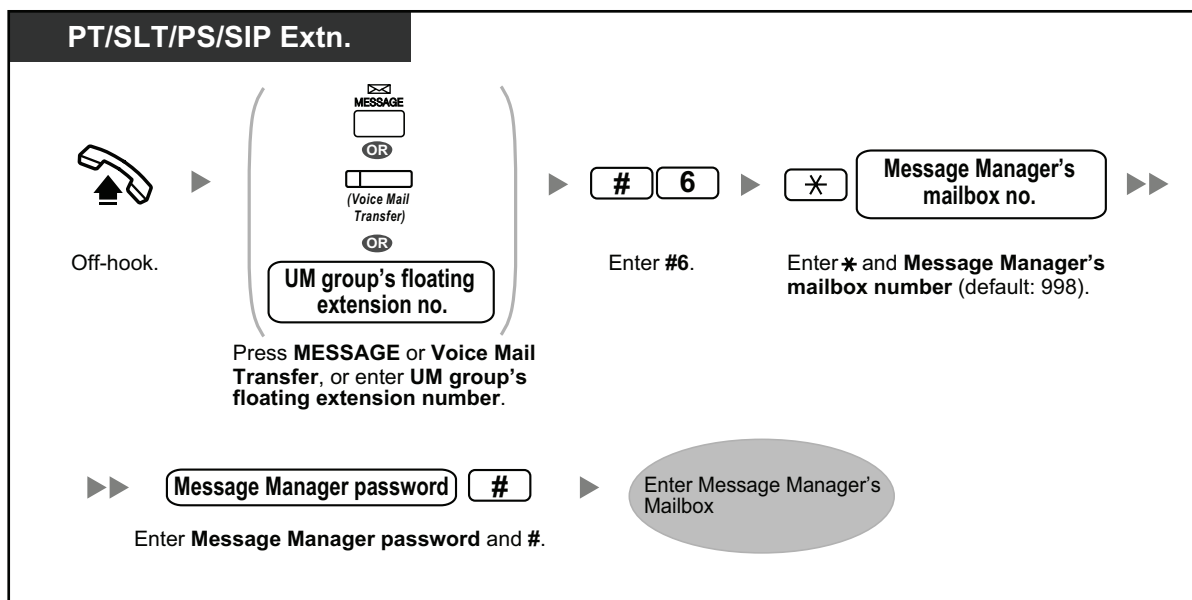 PT/SLT/PS/SIP Extn.
MESSAGE
OR
(Voice Mail
Transfer)
OR
UM group's floating
extension no.
# 6
✳ Message Manager's
mailbox no.
Off-hook.
Press MESSAGE or Voice Mail
Transfer, or enter UM group's
floating extension number.
Enter #6.
Enter ✳ and Message Manager's
mailbox number (default: 998).
Message Manager password #
Enter Message Manager password and #.
Enter Message Manager's
Mailbox